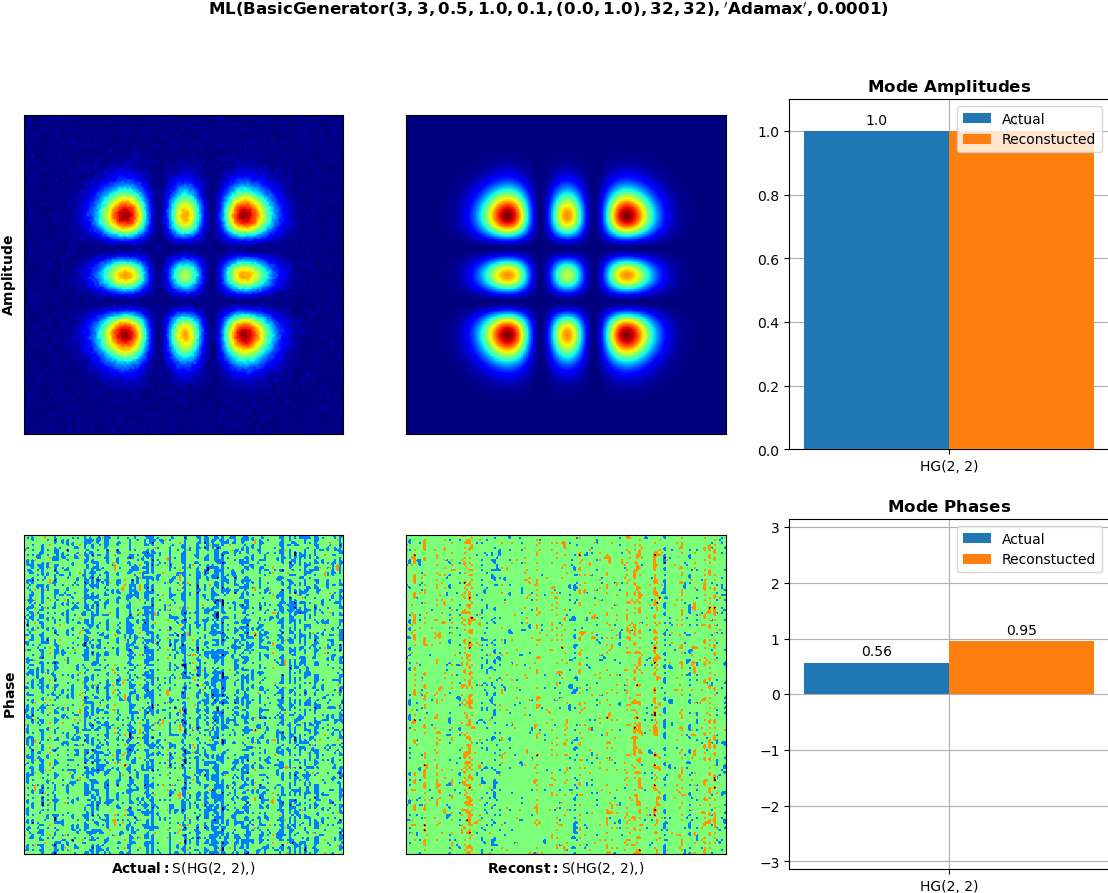 ML(BasicGenerator(3, 3, 0.5, 1.0, 0.1, (0.0, 1.0), 32, 32), ′Adamax′, 0.0001)
Amplitude
Mode Amplitudes
Actual
Reconstucted
1.0
1.0
0.8
0.6
0.4
0.2
0.0
HG(2, 2)
Phase
Actual: S(HG(2, 2),)
Reconst: S(HG(2, 2),)
Mode Phases
Actual
Reconstucted
0.56
0.95
3
2
1
0
−1
−2
−3
HG(2, 2)